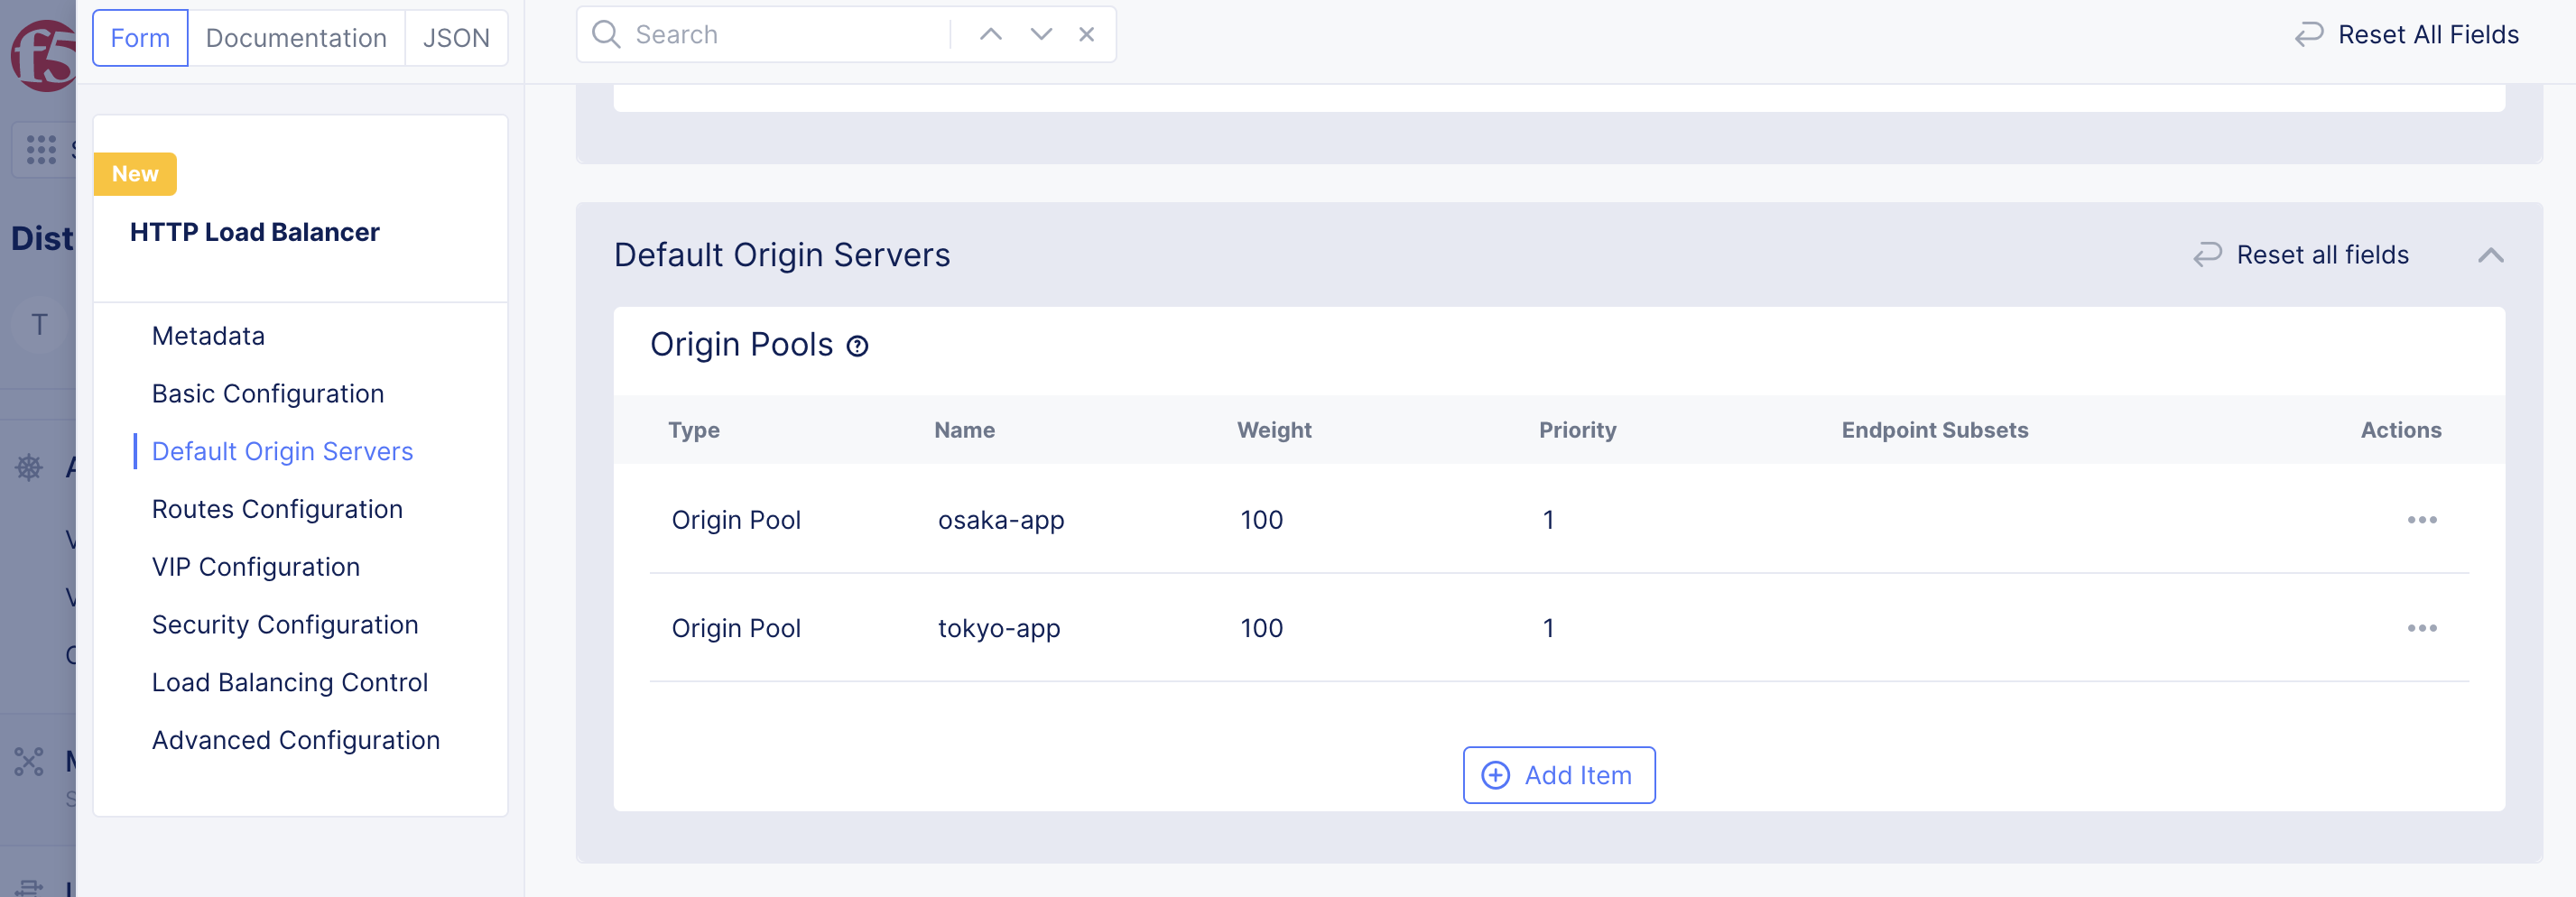 Form Documentation JSON
Search
Reset All Fields
f5
Dist
T
New
HTTP Load Balancer
Metadata
Basic Configuration
Default Origin Servers
Routes Configuration
VIP Configuration
Security Configuration
Load Balancing Control
Advanced Configuration
Default Origin Servers
Reset all fields
Origin Pools
Type Name Weight Priority Endpoint Subsets Actions
Origin Pool osaka-app 100 1
Origin Pool tokyo-app 100 1
Add Item